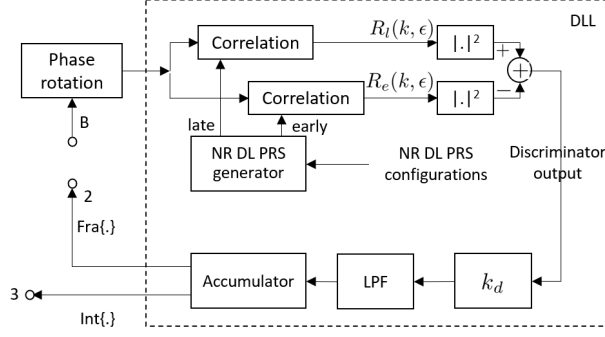 DLL
R_l(k, ϵ)
Correlation
|.|²
+
Phase
rotation
+
R_e(k, ϵ)
Correlation
|.|²
−
B
late
early
NR DL PRS
generator
NR DL PRS
configurations
Discriminator
output
2
Fra{.}
Accumulator
LPF
k_d
3
Int{.}